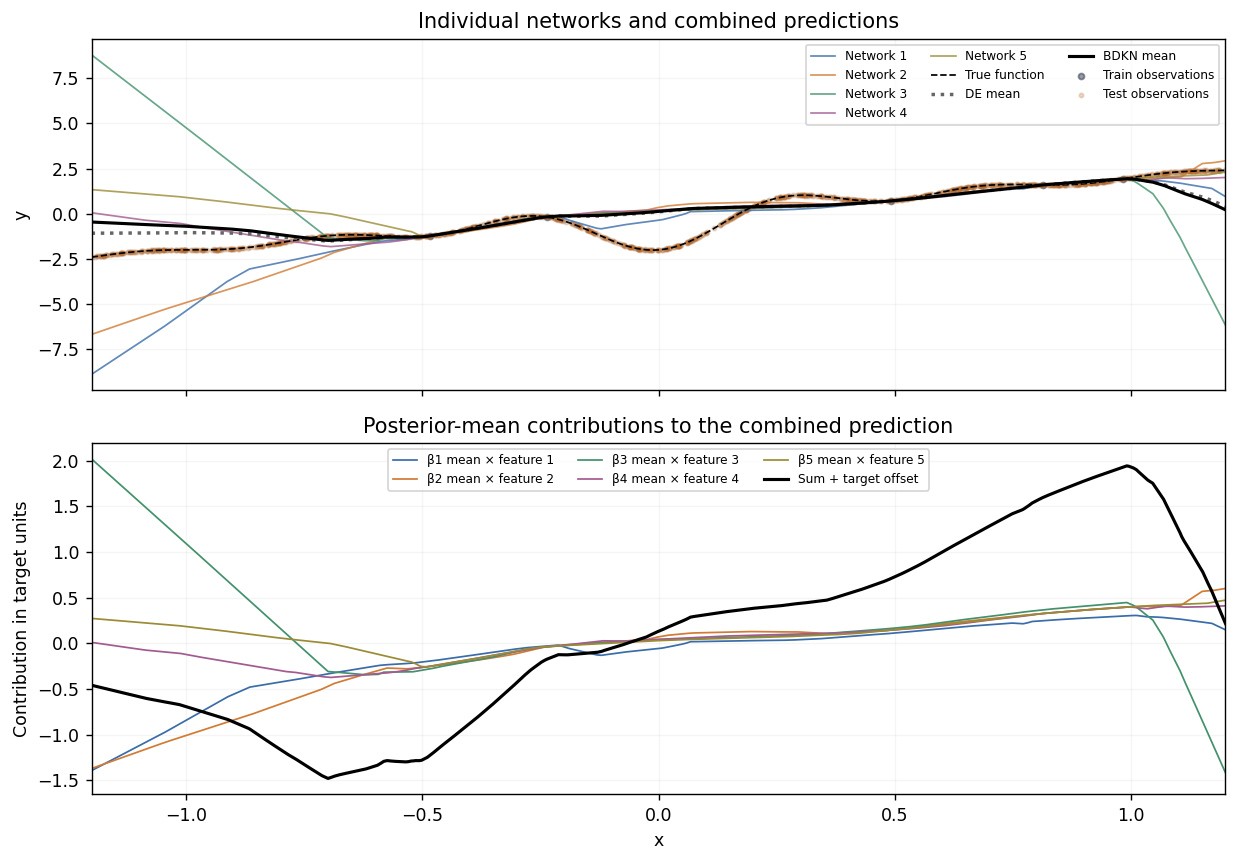 Individual networks and combined predictions
Network 1
Network 2
Network 3
Network 4
Network 5
True function
DE mean
BDKN mean
Train observations
Test observations
7.5
5.0
2.5
0.0
−2.5
−5.0
−7.5
y
Posterior-mean contributions to the combined prediction
β1 mean × feature 1
β2 mean × feature 2
β3 mean × feature 3
β4 mean × feature 4
β5 mean × feature 5
Sum + target offset
2.0
1.5
1.0
0.5
0.0
−0.5
−1.0
−1.5
Contribution in target units
−1.0
−0.5
0.0
0.5
1.0
x